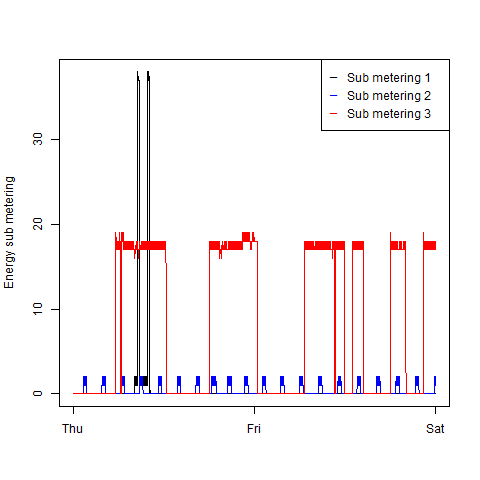 Sub metering 1
Sub metering 2
Sub metering 3
Energy sub metering
30
20
10
0
Thu Fri Sat